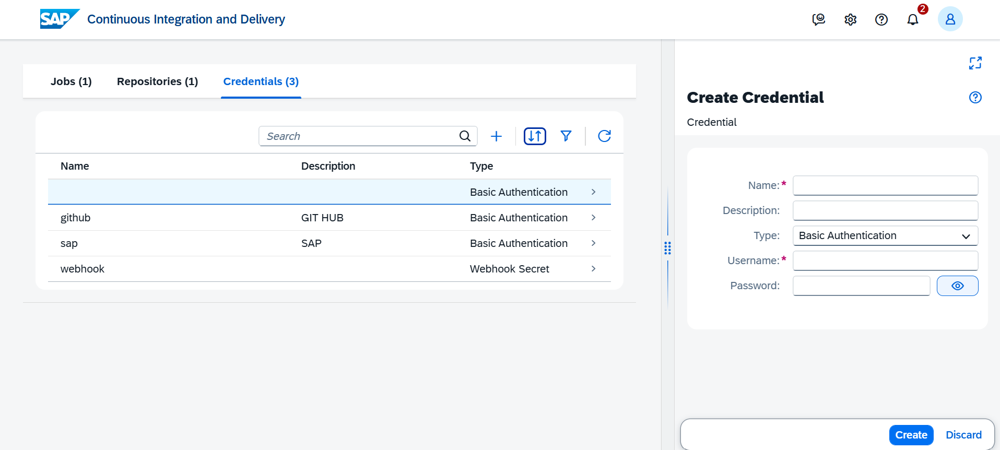 SAP Continuous Integration and Delivery
2
Jobs (1) Repositories (1) Credentials (3)
Search
Name Description Type
Basic Authentication
github GIT HUB Basic Authentication
sap SAP Basic Authentication
webhook Webhook Secret
Create Credential
Credential
Name:*
Description:
Type: Basic Authentication
Username:*
Password:
Create Discard